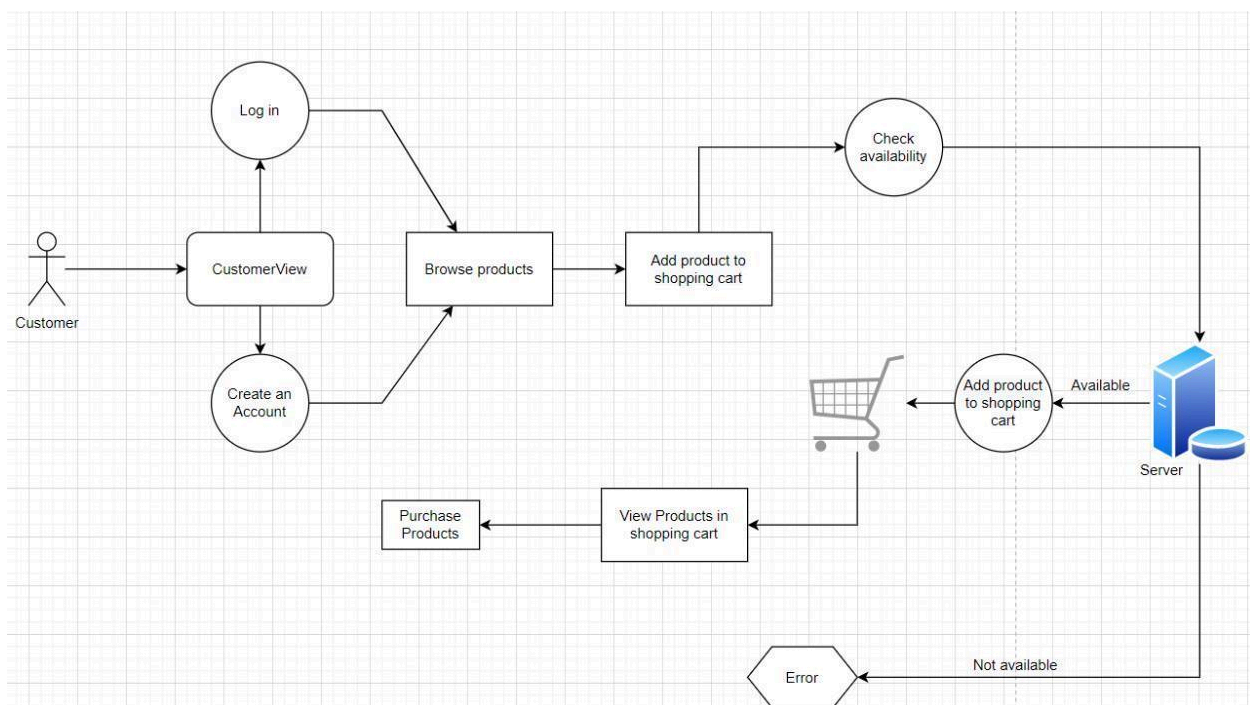 Log in
Check
availability
CustomerView
Browse products
Add product to
shopping cart
Customer
Create an
Account
Add product
to shopping
cart
Available
Server
Purchase
Products
View Products in
shopping cart
Not available
Error